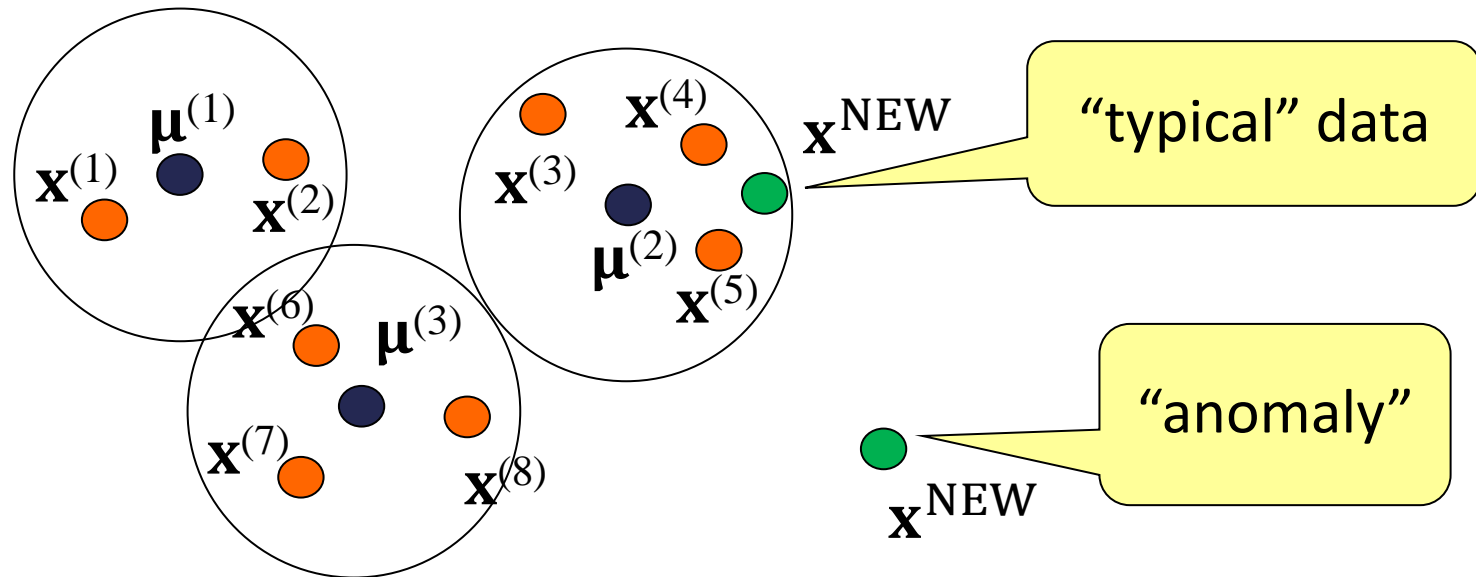 μ(1)
x(1)
x(2)
x(3)
x(4)
μ(2)
x(5)
xNEW
“typical” data
x(6)
μ(3)
x(7)
x(8)
xNEW
“anomaly”